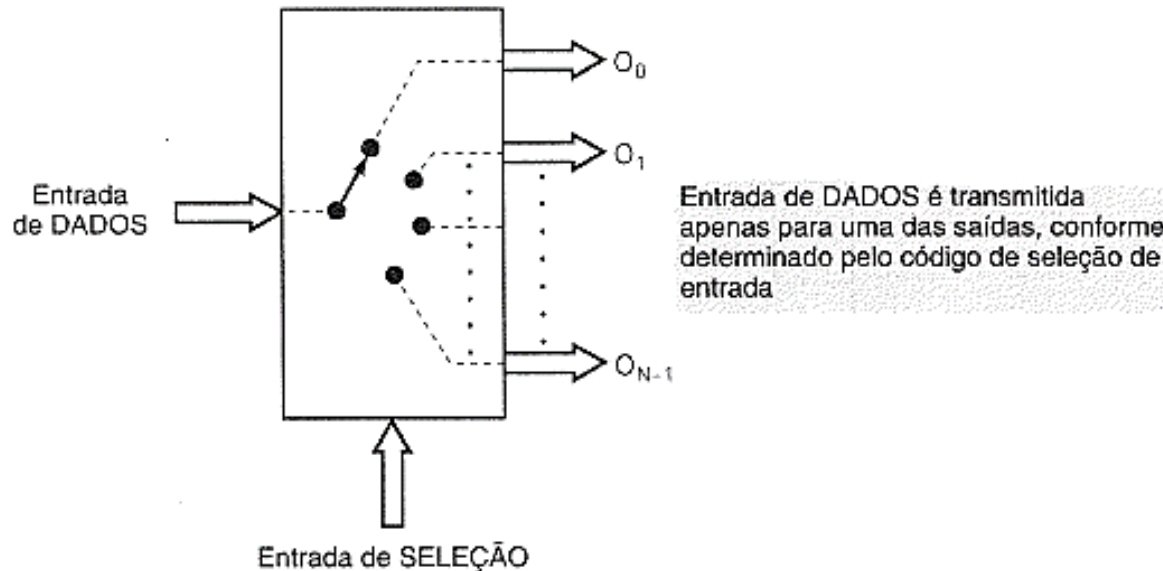 O₀
O₁
Entrada
de DADOS
Entrada de DADOS é transmitida
apenas para uma das saídas, conforme
determinado pelo código de seleção de
entrada
O_{N-1}
Entrada de SELEÇÃO